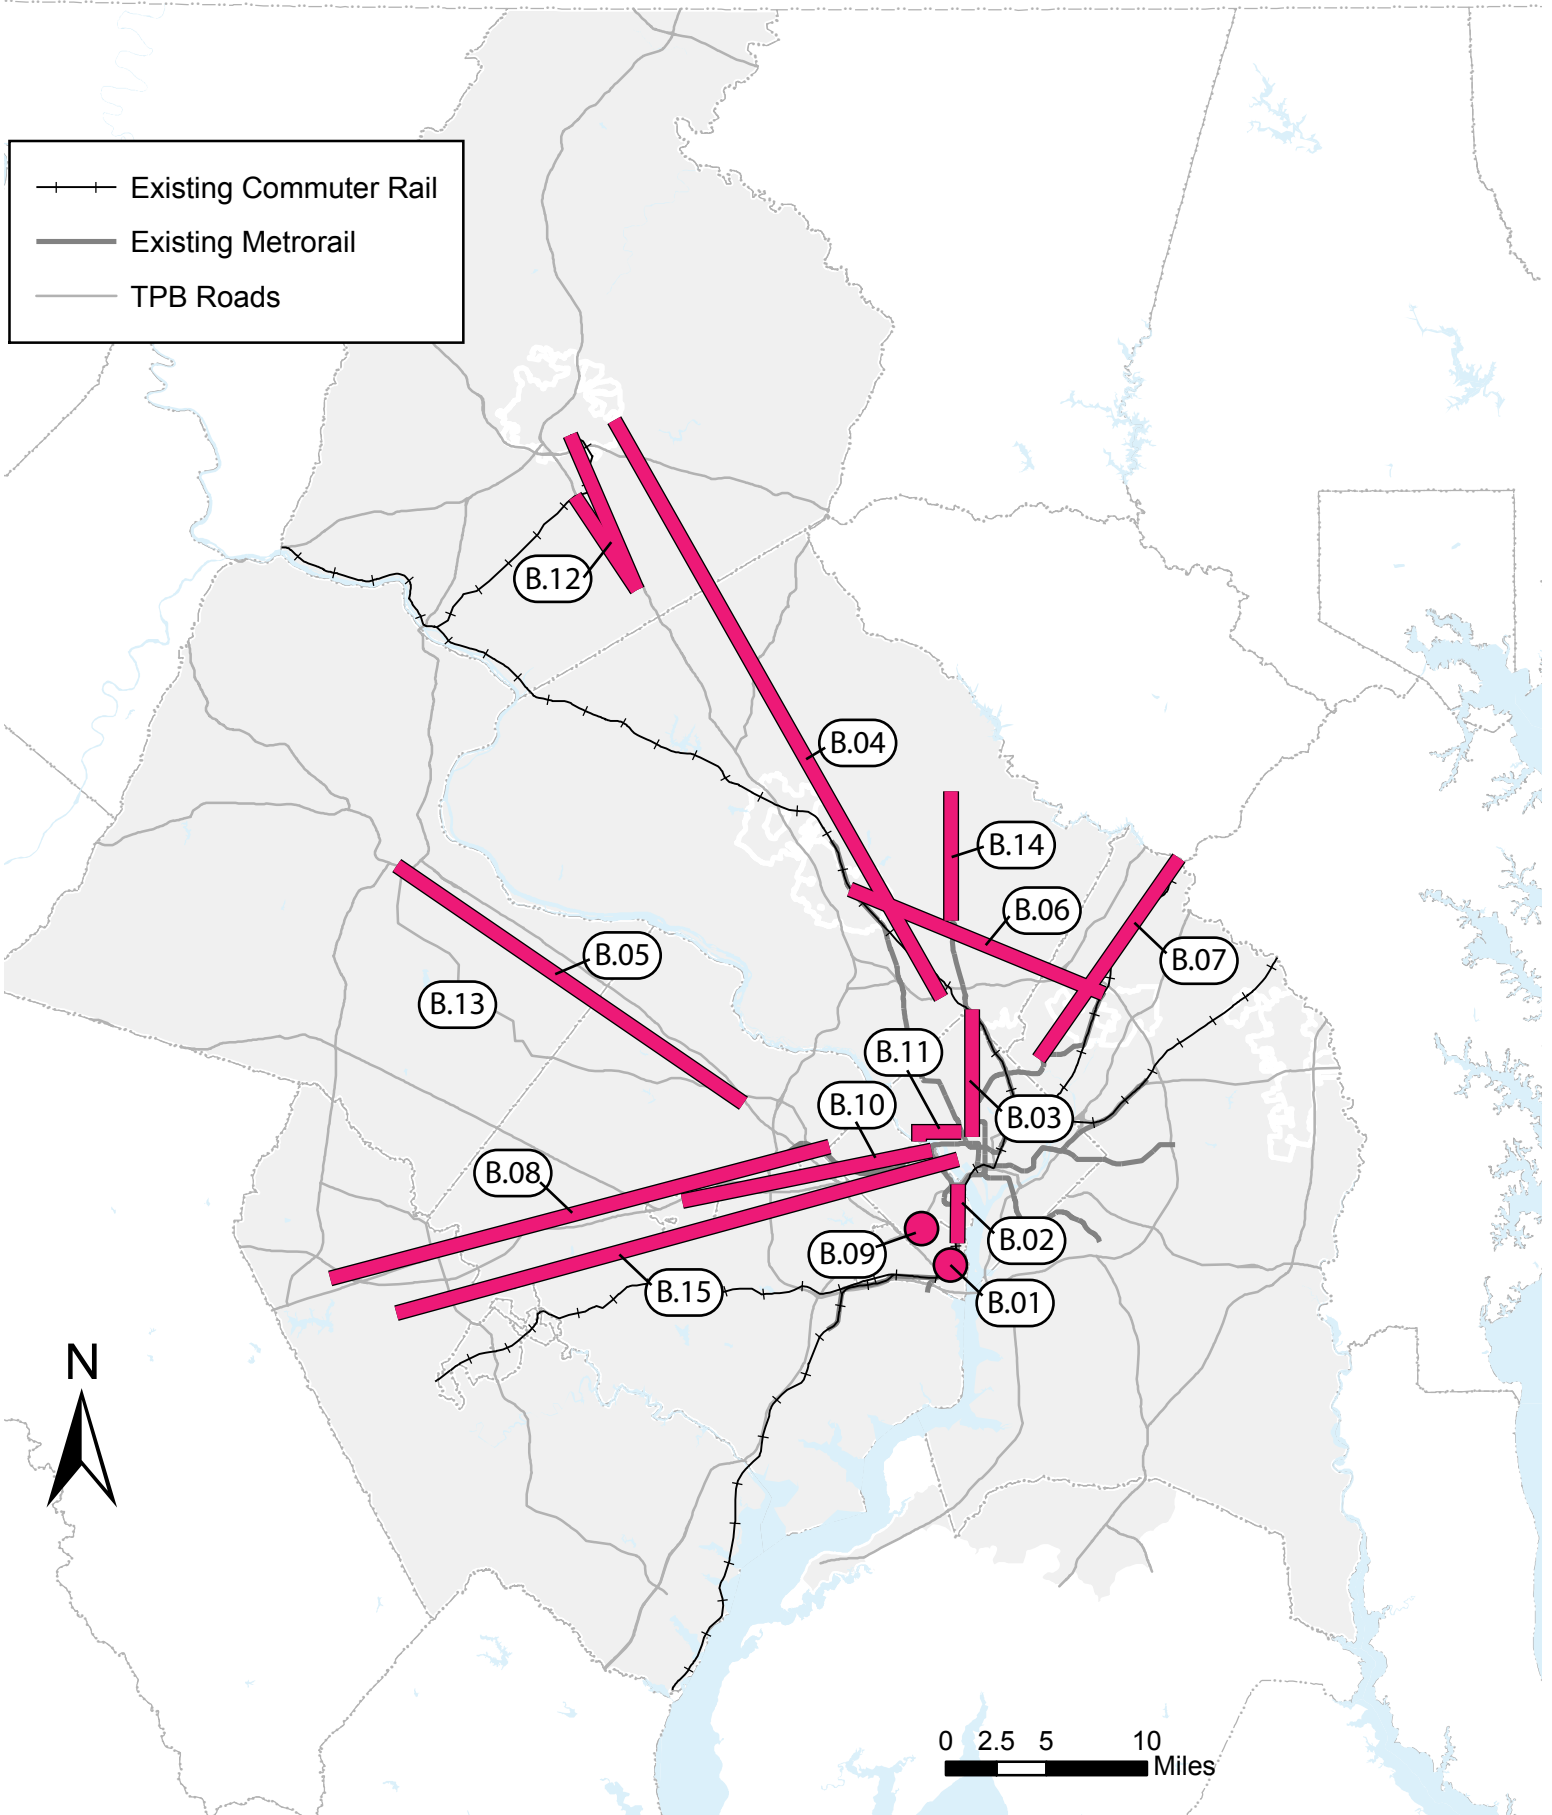 Existing Commuter Rail
Existing Metrorail
TPB Roads
B.12
B.04
B.14
B.06
B.05
B.07
B.13
B.11
B.10
B.03
B.08
B.09
B.02
B.15
B.01
N
0 2.5 5 10
Miles